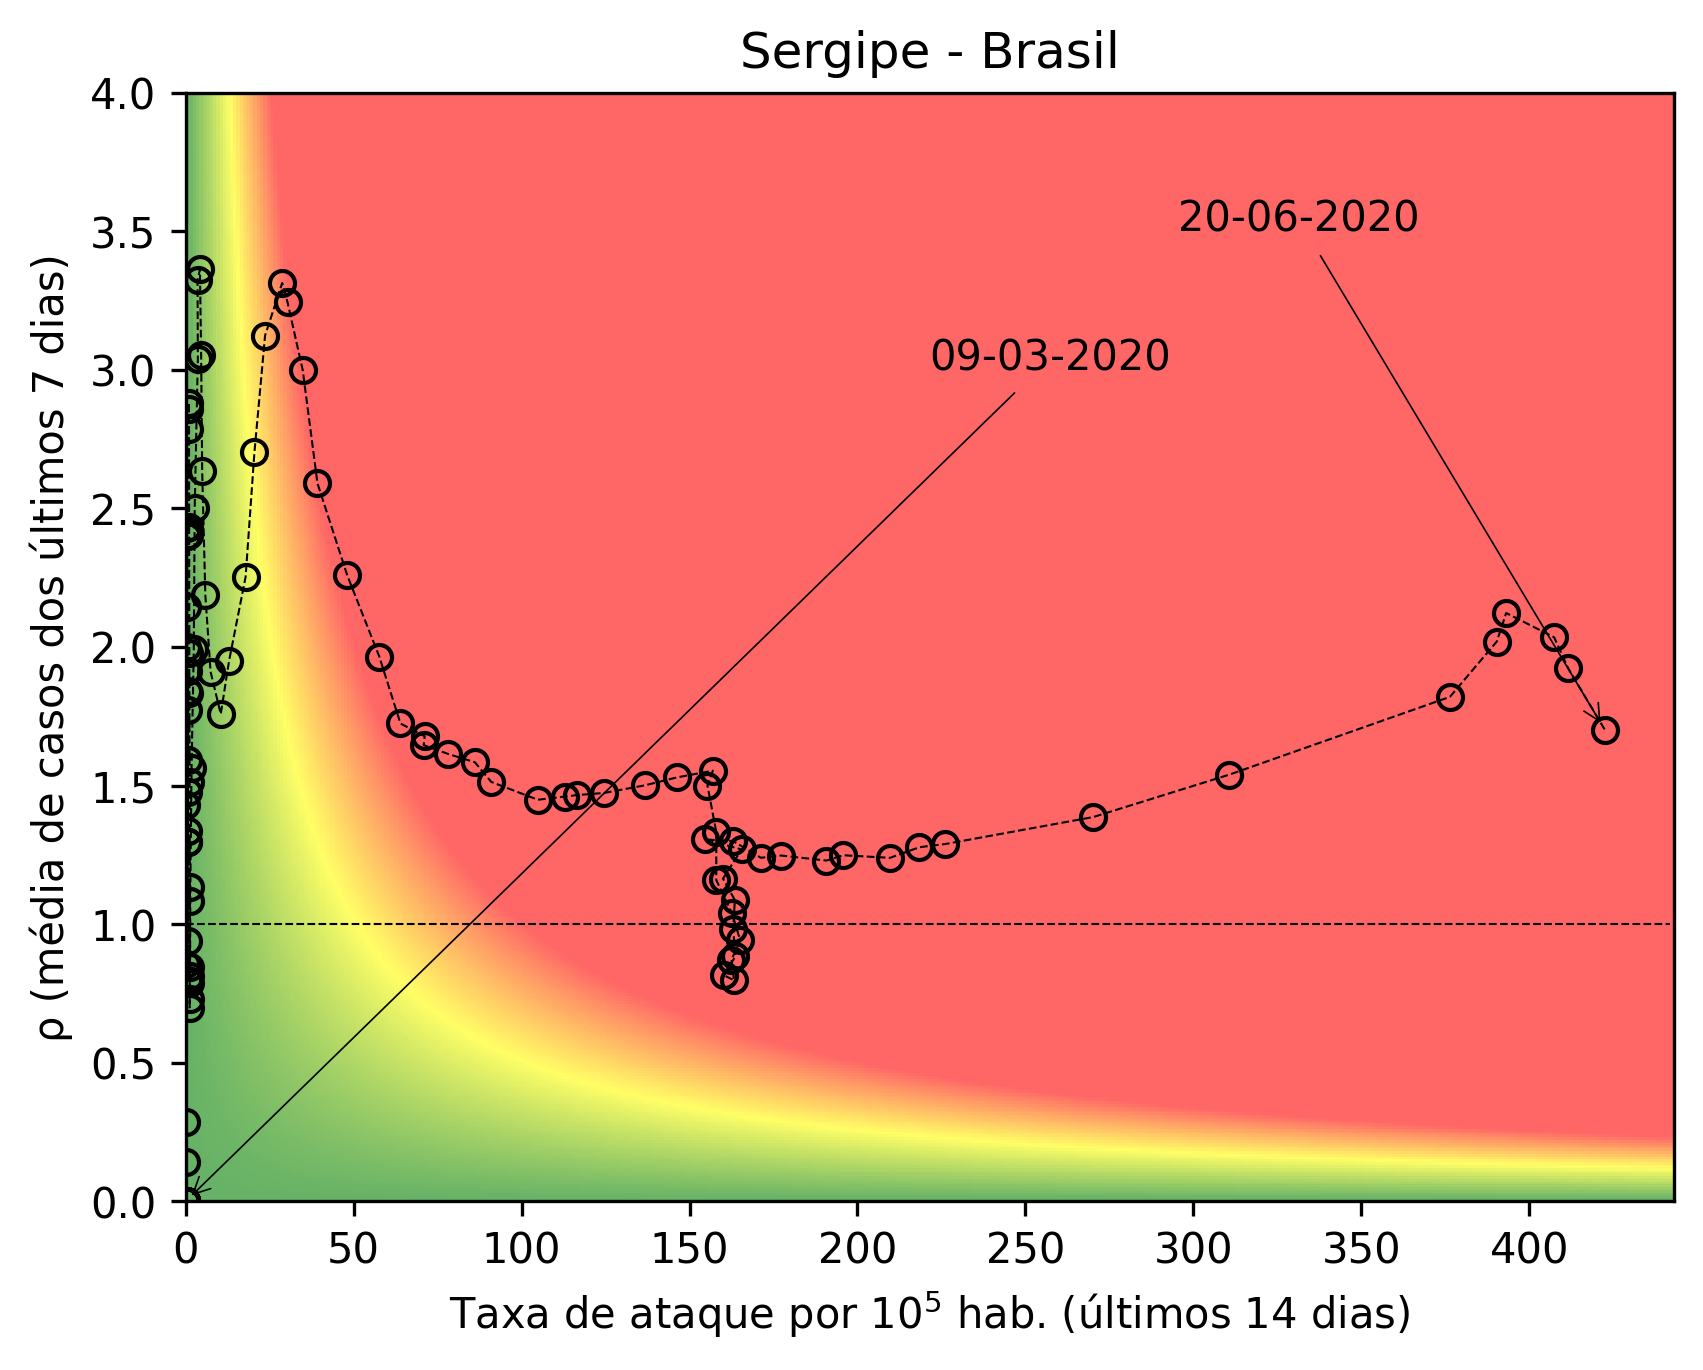 Sergipe - Brasil
4.0
3.5
3.0
2.5
2.0
1.5
1.0
0.5
0.0
ρ (média de casos dos últimos 7 dias)
20-06-2020
09-03-2020
0 50 100 150 200 250 300 350 400
Taxa de ataque por 10⁵ hab. (últimos 14 dias)